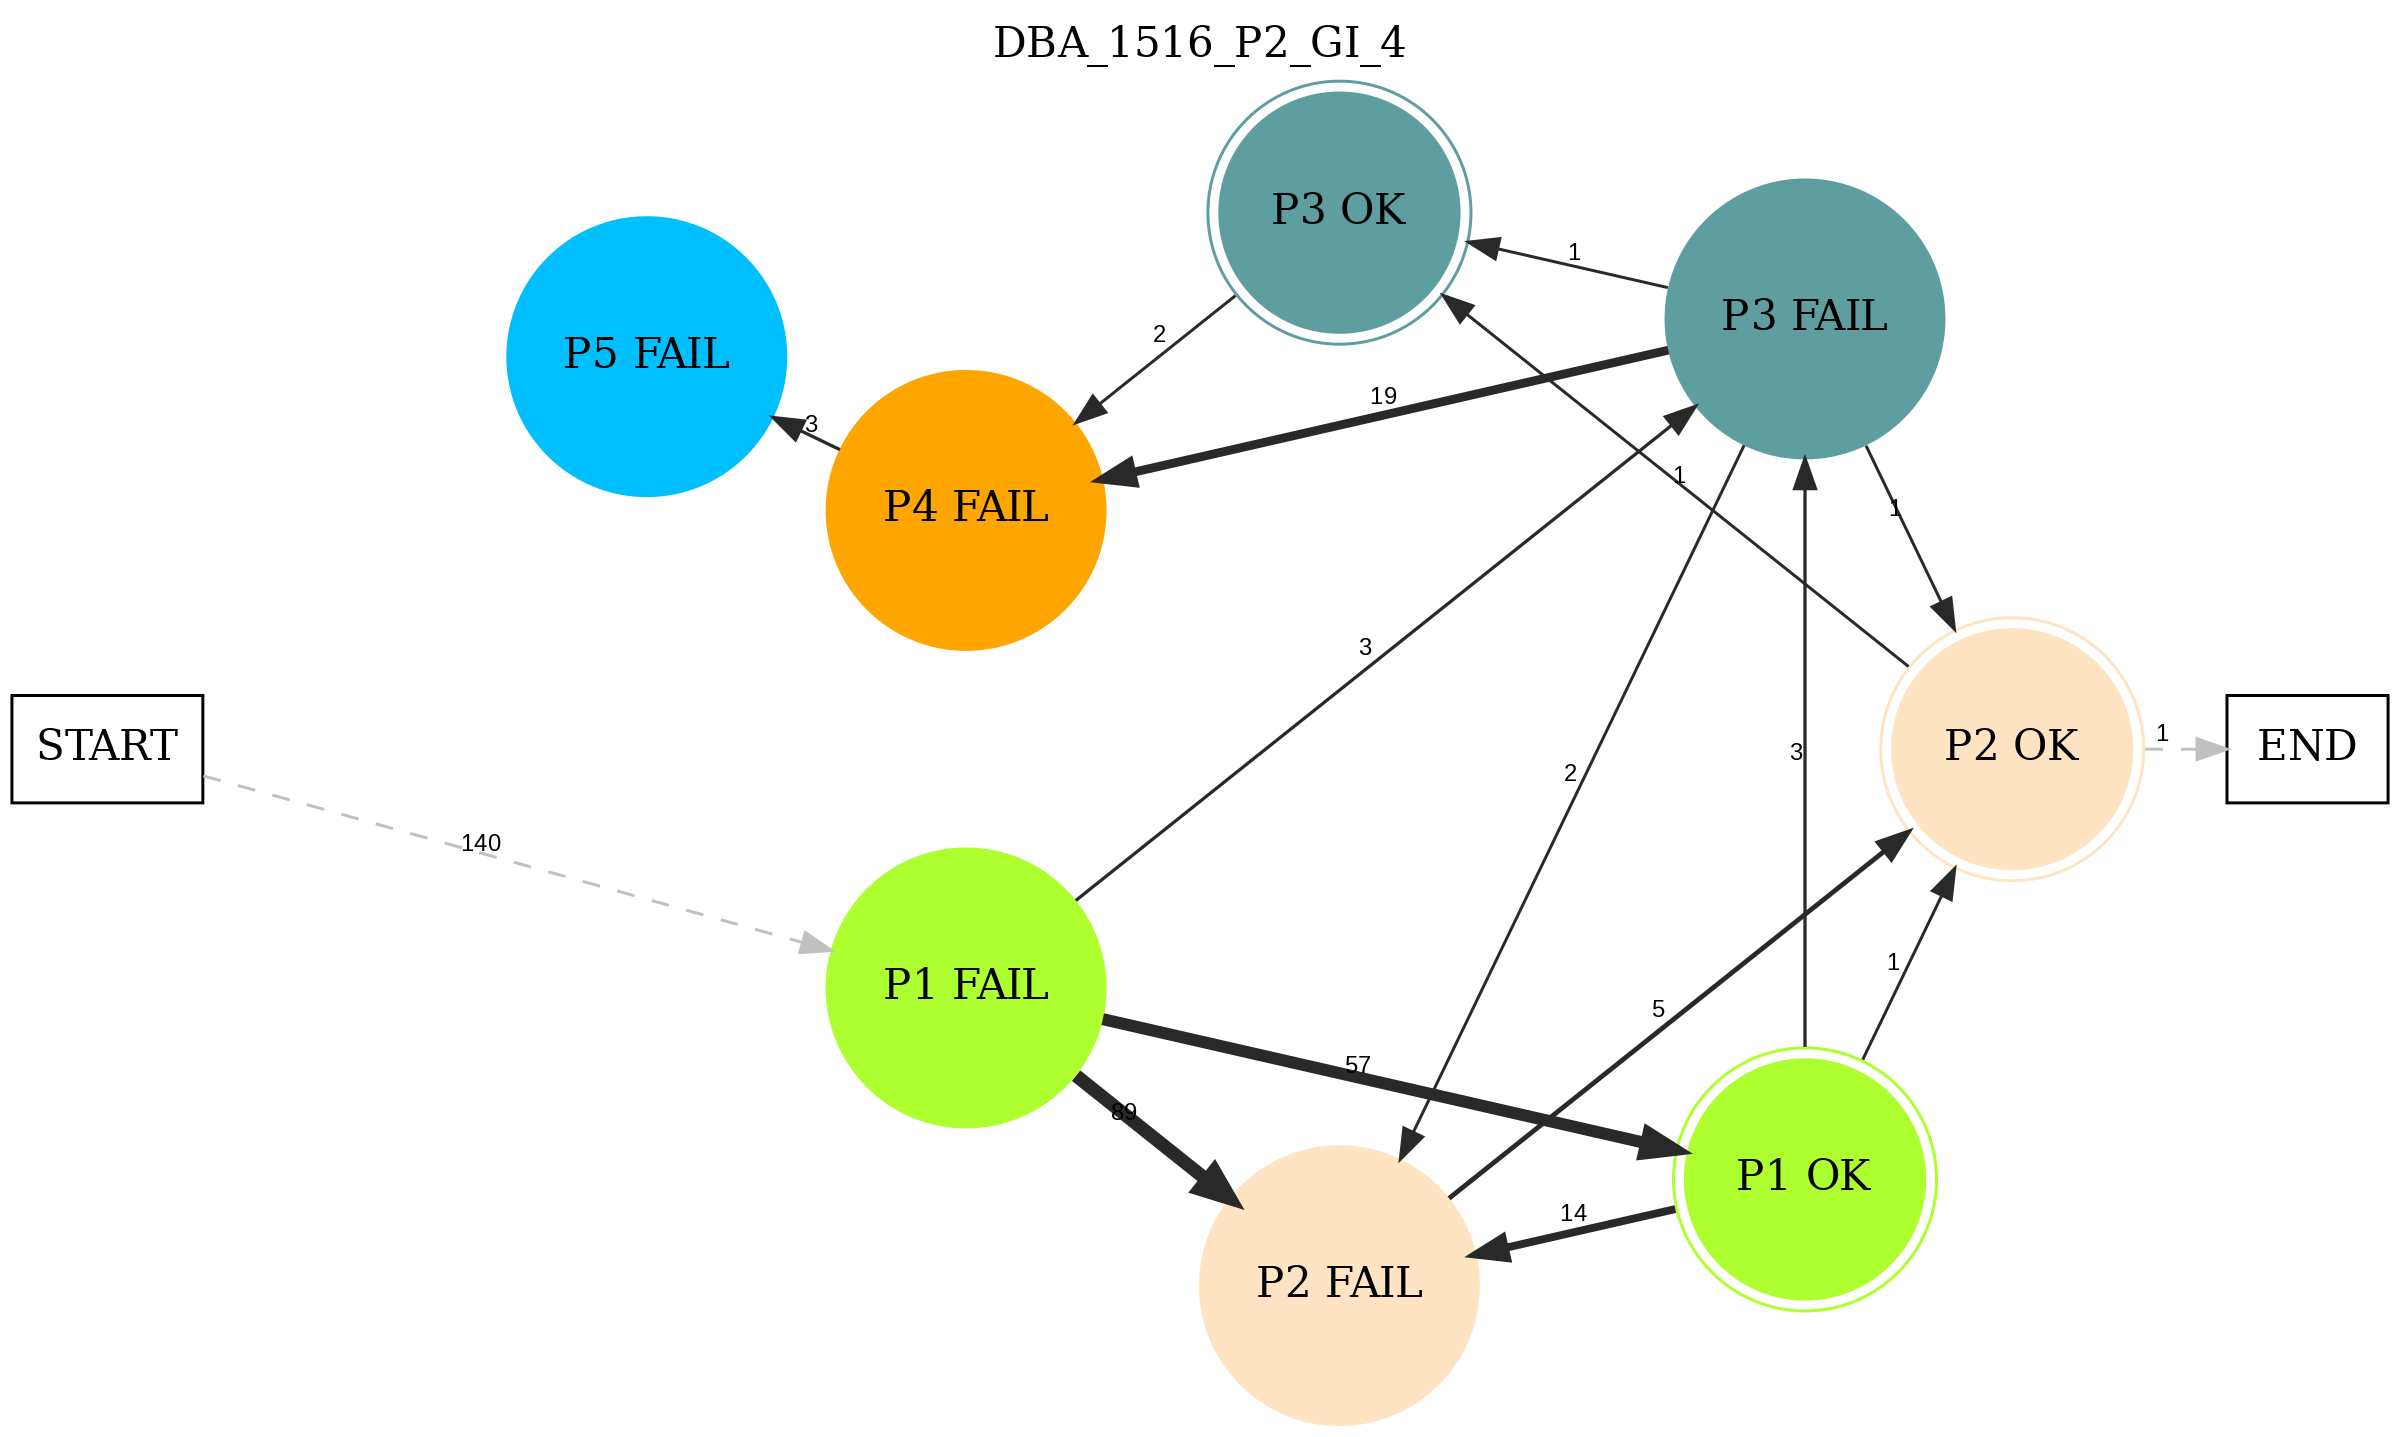 DBA_1516_P2_GI_4
P3 OK
1
P3 FAIL
2
P5 FAIL
19
3
1
P4 FAIL
1
3
START
2
3
P2 OK
1
END
140
1
P1 FAIL
5
57
89
P1 OK
14
P2 FAIL